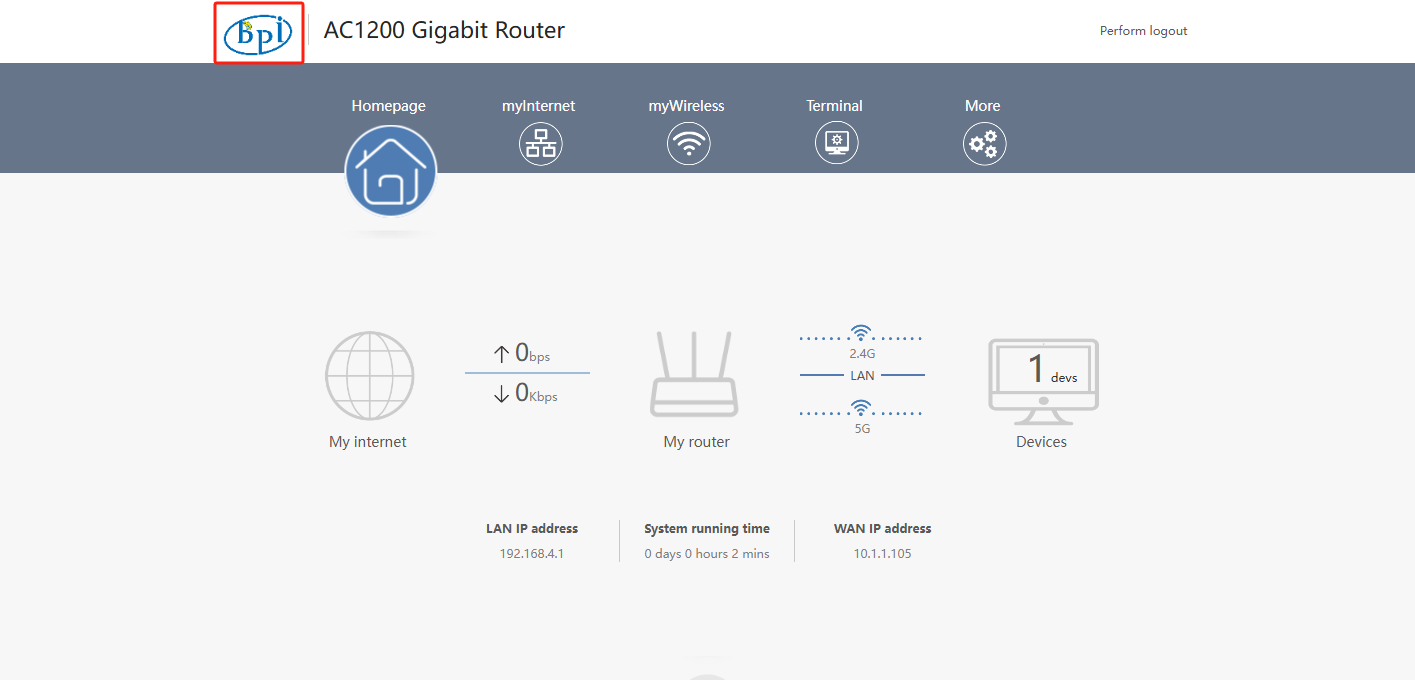 Bpi
AC1200 Gigabit Router
Perform logout
Homepage
myInternet
myWireless
Terminal
More
0bps
0Kbps
2.4G
LAN
5G
1 devs
My internet
My router
Devices
LAN IP address
System running time
WAN IP address
192.168.4.1
0 days 0 hours 2 mins
10.1.1.105